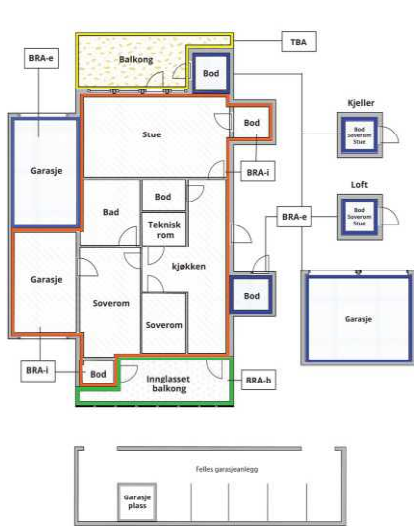 TBA
Balkong
BRA-e
Bod
Kjeller
Stue
Bod
Bod
Soverom
Stue
Garasje
BRA-i
Loft
Bod
Bad
Teknisk
rom
BRA-e
Bod
Soverom
Stue
kjøkken
Garasje
Soverom
Bod
Garasje
Soverom
BRA-i
Bod
Innglasset
balkong
BRA-b
Felles garasjeanlegg
Garasje
plass